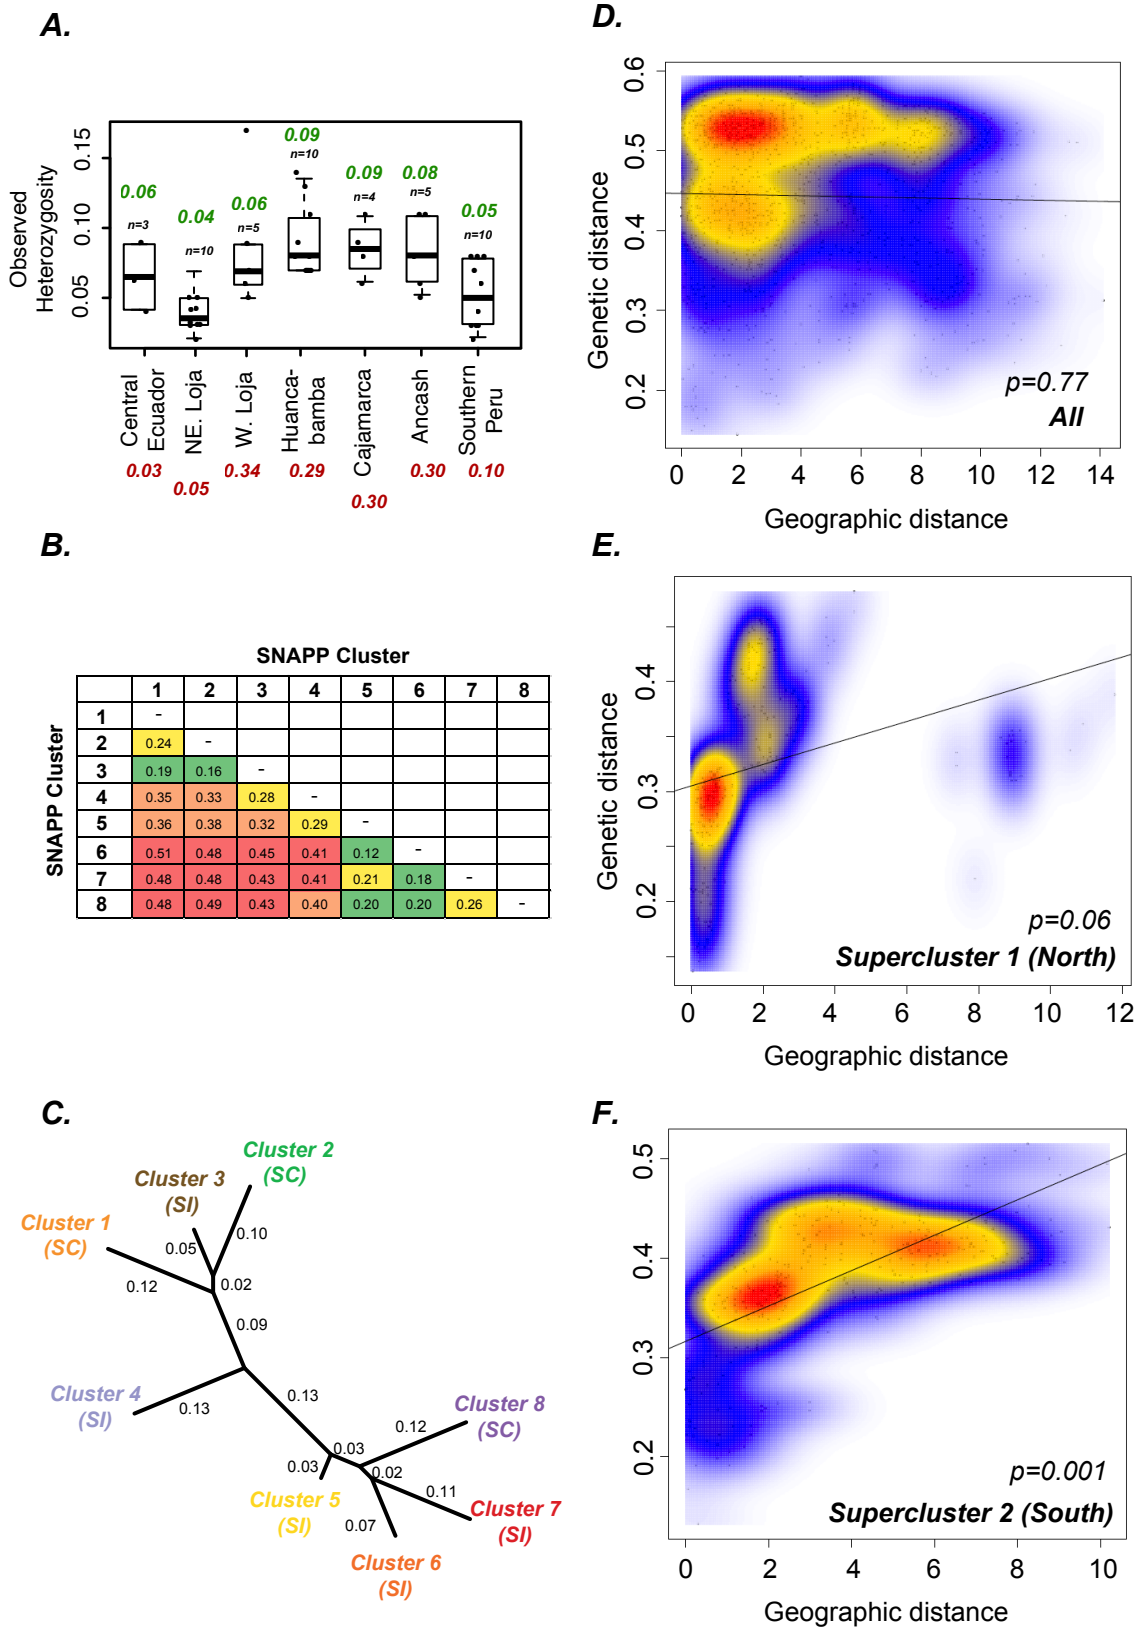 A.
Observed
Heterozygosity
0.15
0.10
0.05
0.06
n=3
0.04
n=10
0.06
n=5
0.09
n=10
0.09
n=4
0.08
n=5
0.05
n=10
Central
Ecuador
NE. Loja
W. Loja
Huanca-
bamba
Cajamarca
Ancash
Southern
Peru
0.03
0.05
0.34
0.29
0.30
0.30
0.10
B.
SNAPP Cluster
SNAPP Cluster
1 2 3 4 5 6 7 8
1 -
2 0.24 -
3 0.19 0.16 -
4 0.35 0.33 0.28 -
5 0.36 0.38 0.32 0.29 -
6 0.51 0.48 0.45 0.41 0.12 -
7 0.48 0.48 0.43 0.41 0.21 0.18 -
8 0.48 0.49 0.43 0.40 0.20 0.20 0.26 -
C.
Cluster 2
(SC)
Cluster 3
(SI)
Cluster 1
(SC)
0.10
0.05
0.12
0.02
0.09
Cluster 4
(SI)
0.13
0.13
Cluster 8
(SC)
0.12
0.03
0.03
0.02
Cluster 5
(SI)
0.11
Cluster 7
(SI)
0.07
Cluster 6
(SI)
D.
Genetic distance
0.6
0.5
0.4
0.3
0.2
p=0.77
All
0 2 4 6 8 10 12 14
Geographic distance
E.
Genetic distance
0.4
0.3
0.2
p=0.06
Supercluster 1 (North)
0 2 4 6 8 10 12
Geographic distance
F.
Genetic distance
0.5
0.4
0.3
0.2
p=0.001
Supercluster 2 (South)
0 2 4 6 8 10
Geographic distance